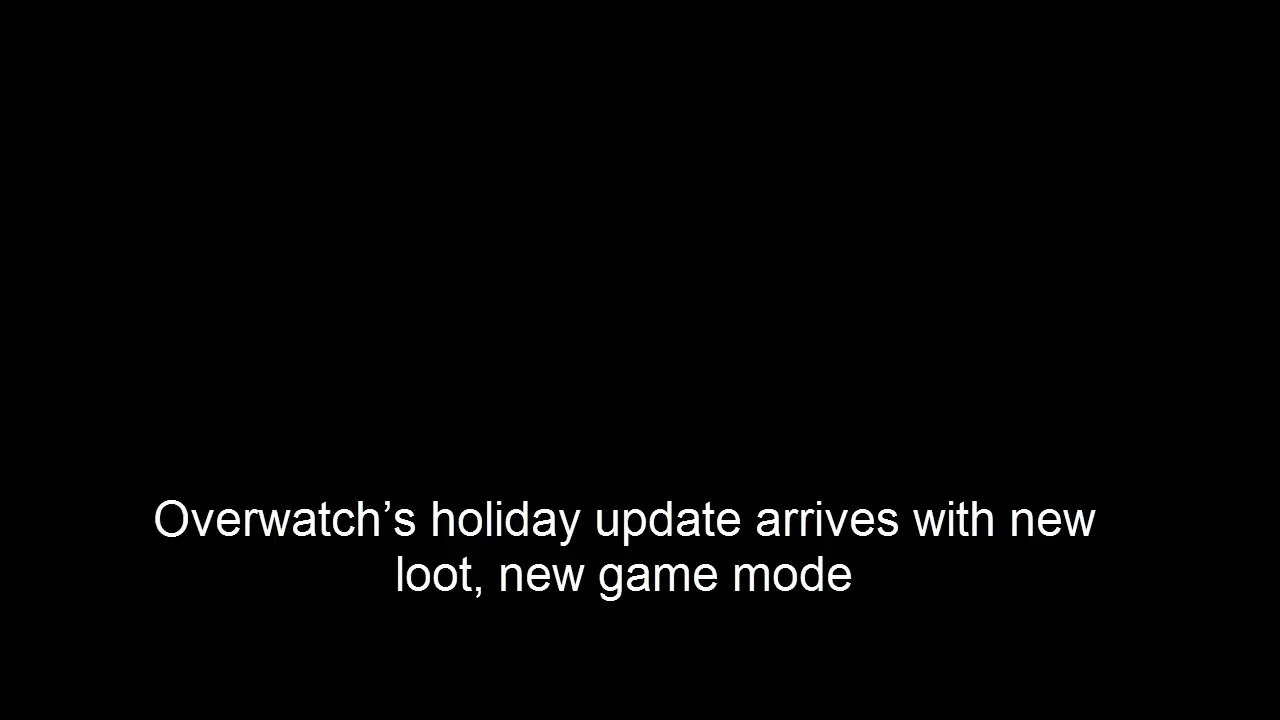 Overwatch’s holiday update arrives with new
loot, new game mode